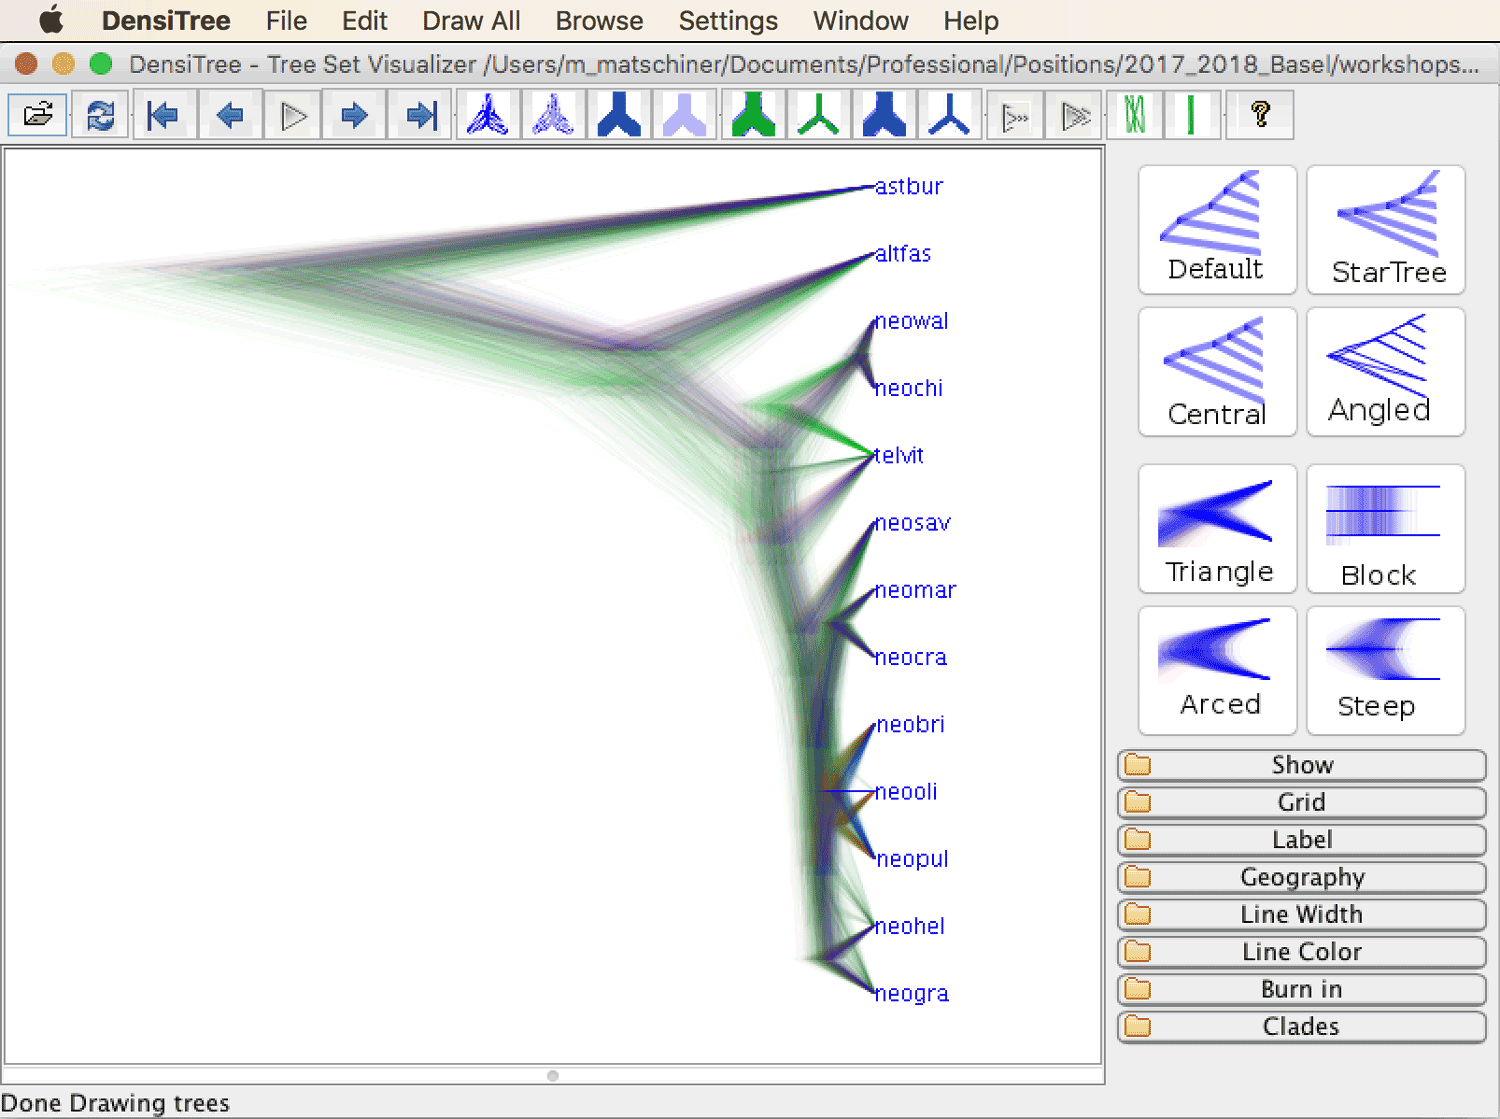 DensiTree File Edit Draw All Browse Settings Window Help
DensiTree - Tree Set Visualizer /Users/m_matschiner/Documents/Professional/Positions/2017_2018_Basel/workshops...
?
astbur
altfas
neowal
neochi
telvit
neosav
neomar
neocra
neobri
neooli
neopul
neohel
neogra
Default StarTree
Central Angled
Triangle Block
Arced Steep
Show
Grid
Label
Geography
Line Width
Line Color
Burn in
Clades
Done Drawing trees